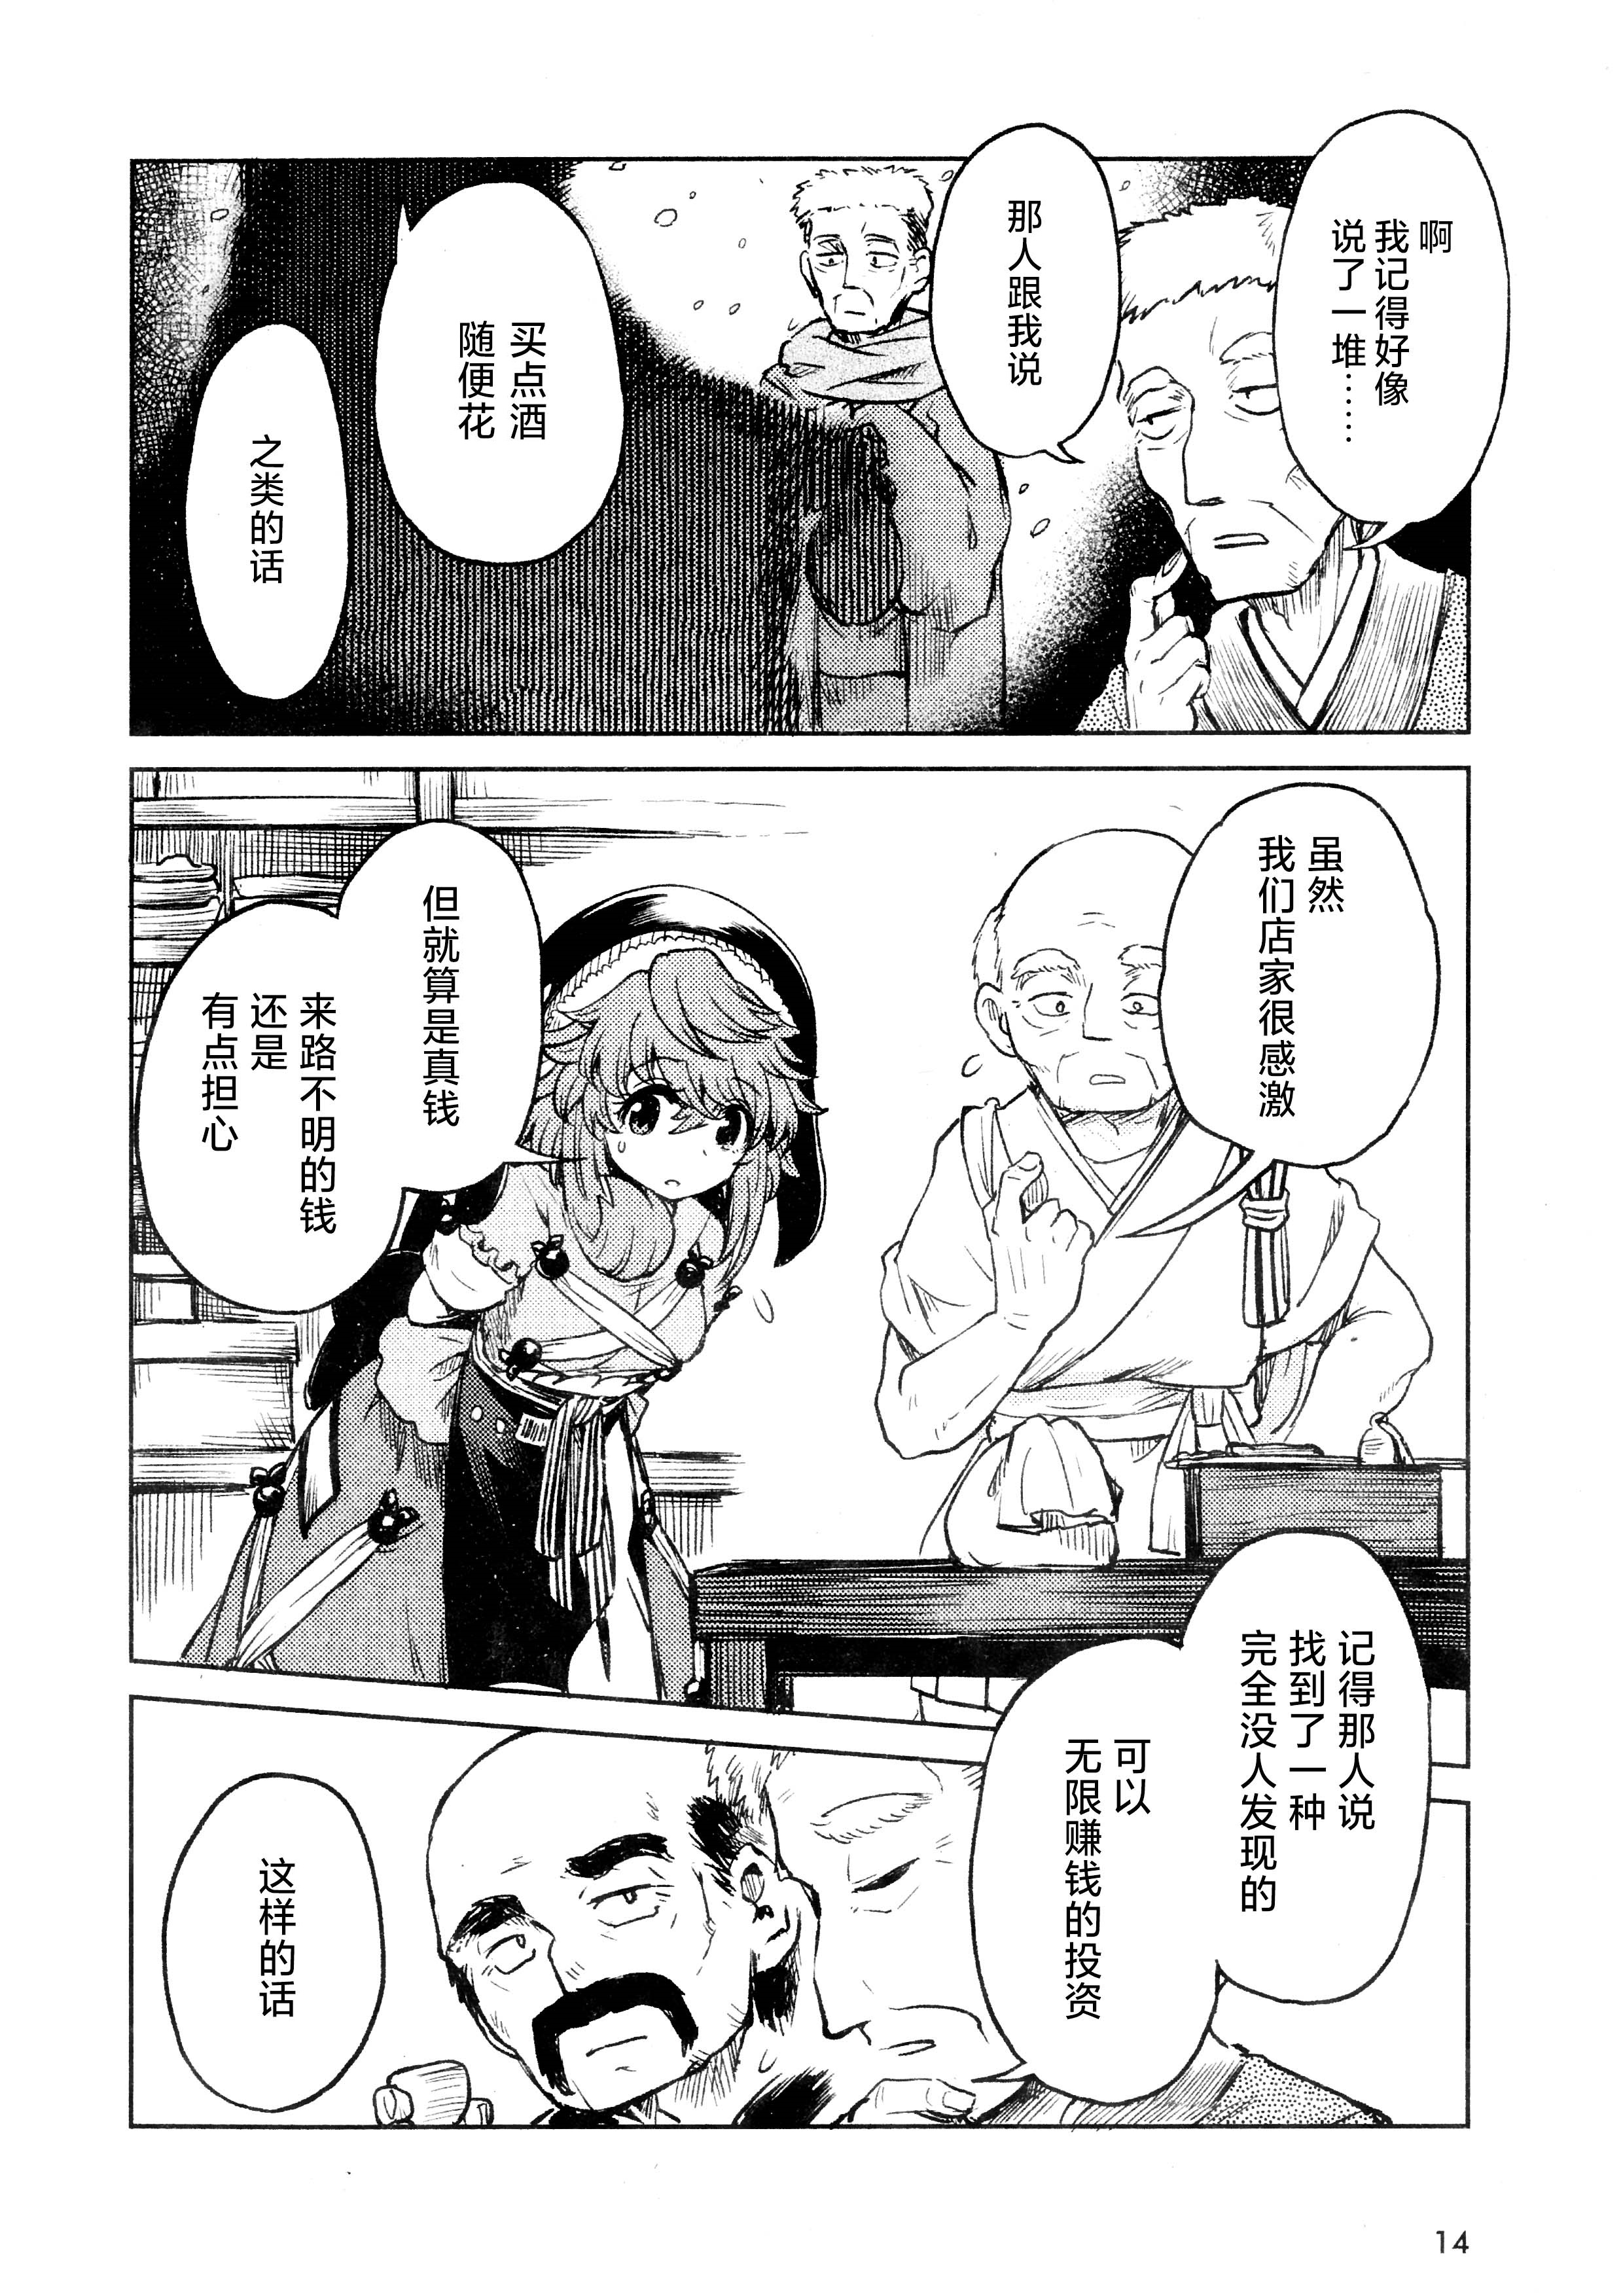 啊
我记得好像
说了一堆……
那人跟我说
买点酒
随便花
之类的话
虽然
我们店家很感激
但就算是真钱
来路不明的钱
还是
有点担心
记得那人说
找到了一种
完全没人发现的
可以
无限赚钱的投资
这样的话
14